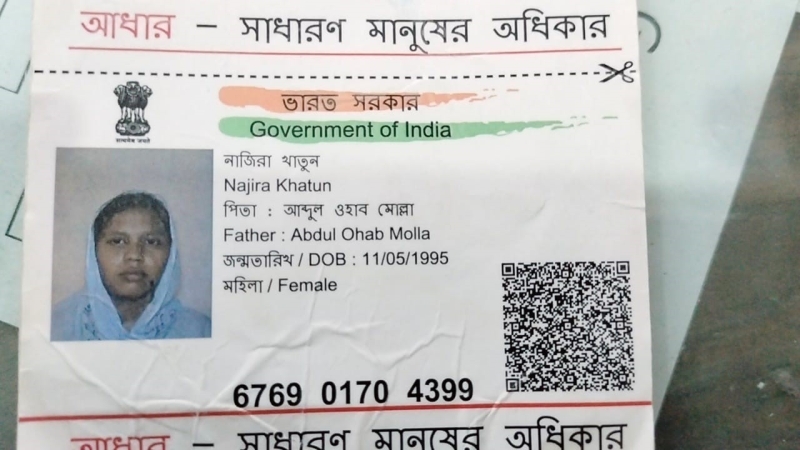 আধার – সাধারণ মানুষের অধিকার
ভারত সরকার
Government of India
নাজিরা খাতুন
Najira Khatun
পিতা : আব্দুল ওহাব মোল্লা
Father : Abdul Ohab Molla
জন্মতারিখ / DOB : 11/05/1995
মহিলা / Female
6769 0170 4399
আধার – সাধারণ মানুষের অধিকার